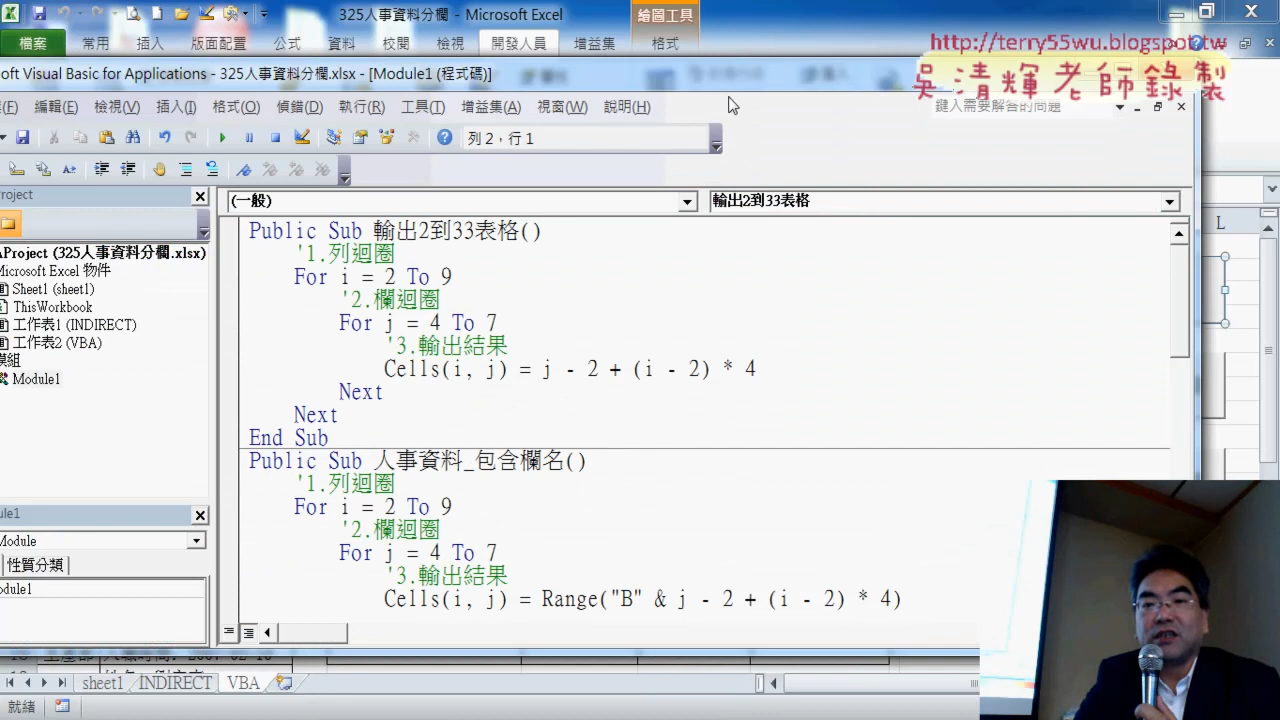 325人事資料分欄 - Microsoft Excel
繪圖工具
檔案 常用 插入 版面配置 公式 資料 校閱 檢視 開發人員 增益集 格式
http://terry55wu.blogspot.tw
吳清輝老師錄製
oft Visual Basic for Applications - 325人事資料分欄.xlsx - [Module1 (程式碼)]
(F) 編輯(E) 檢視(V) 插入(I) 格式(O) 偵錯(D) 執行(R) 工具(T) 增益集(A) 視窗(W) 說明(H)
鍵入需要解答的問題
列 2，行 1
roject
(一般)
輸出2到33表格
L
AProject (325人事資料分欄.xlsx)
Microsoft Excel 物件
Sheet1 (sheet1)
ThisWorkbook
工作表1 (INDIRECT)
工作表2 (VBA)
模組
Module1
Public Sub 輸出2到33表格()
'1.列迴圈
For i = 2 To 9
'2.欄迴圈
For j = 4 To 7
'3.輸出結果
Cells(i, j) = j - 2 + (i - 2) * 4
Next
Next
End Sub
Public Sub 人事資料_包含欄名()
'1.列迴圈
For i = 2 To 9
'2.欄迴圈
For j = 4 To 7
'3.輸出結果
Cells(i, j) = Range("B" & j - 2 + (i - 2) * 4)
ule1
Module
性質分類
odule1
sheet1 INDIRECT VBA
就緒